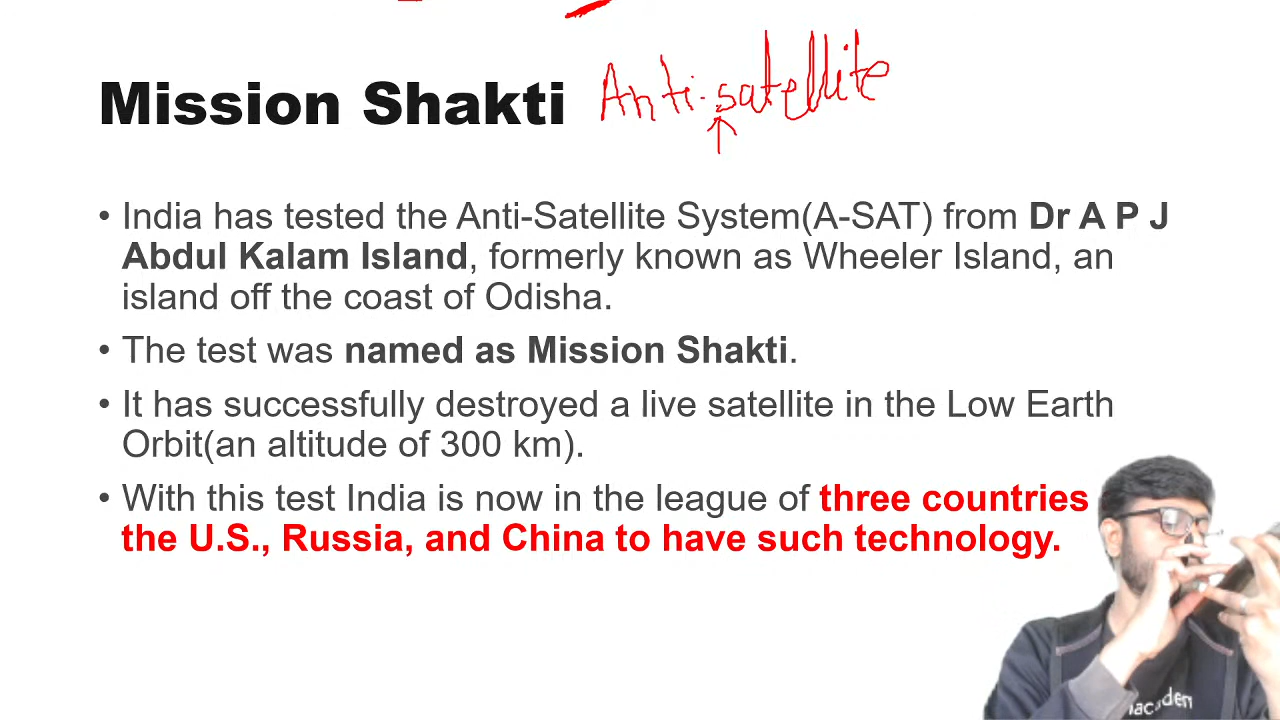 Anti-satellite
Mission Shakti
• India has tested the Anti-Satellite System(A-SAT) from Dr A P J
Abdul Kalam Island, formerly known as Wheeler Island, an
island off the coast of Odisha.
• The test was named as Mission Shakti.
• It has successfully destroyed a live satellite in the Low Earth
Orbit(an altitude of 300 km).
• With this test India is now in the league of three countries
the U.S., Russia, and China to have such technology.